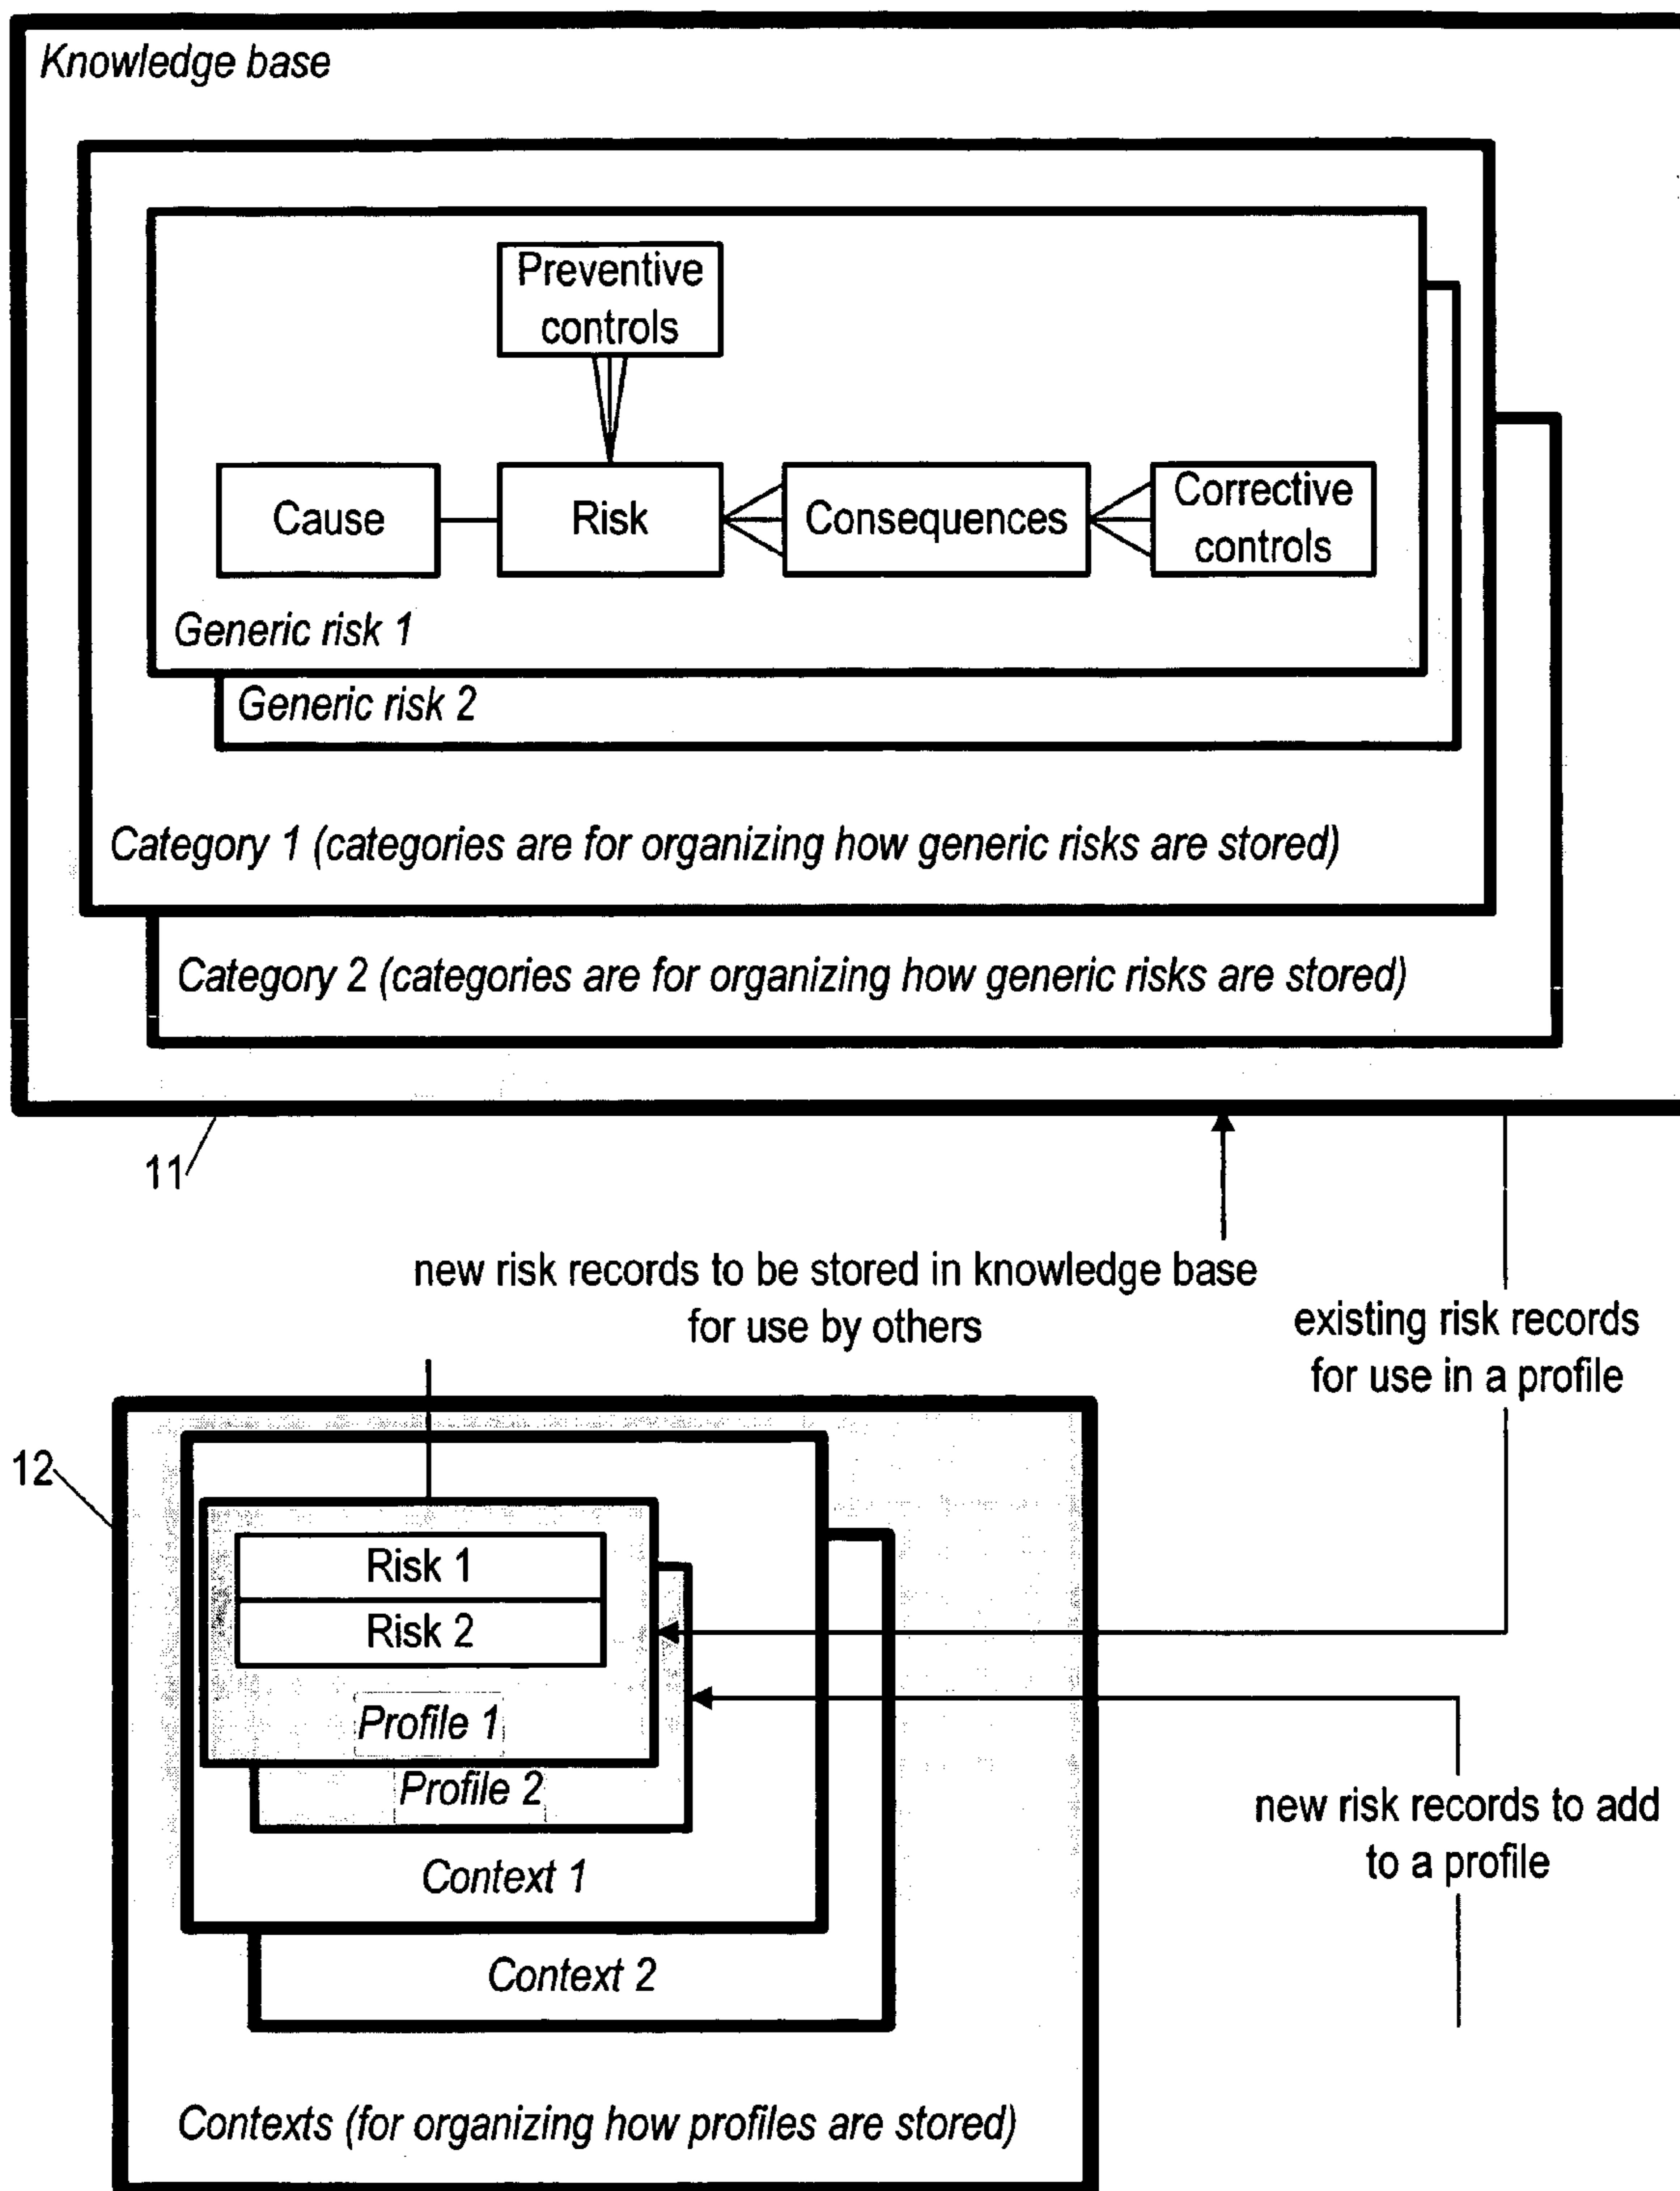 Knowledge base
Preventive
controls
Cause
Risk
Consequences
Corrective
controls
Generic risk 1
Generic risk 2
Category 1 (categories are for organizing how generic risks are stored)
Category 2 (categories are for organizing how generic risks are stored)
11
new risk records to be stored in knowledge base
for use by others
existing risk records
for use in a profile
12
Risk 1
Risk 2
Profile 1
Profile 2
new risk records to add
to a profile
Context 1
Context 2
Contexts (for organizing how profiles are stored)